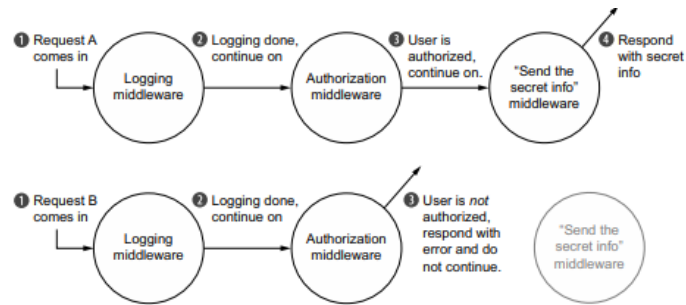 1 Request A
comes in
Logging
middleware
2 Logging done,
continue on
Authorization
middleware
3 User is
authorized,
continue on.
“Send the
secret info”
middleware
4 Respond
with secret
info
1 Request B
comes in
Logging
middleware
2 Logging done,
continue on
Authorization
middleware
3 User is not
authorized,
respond with
error and do
not continue.
“Send the
secret info”
middleware